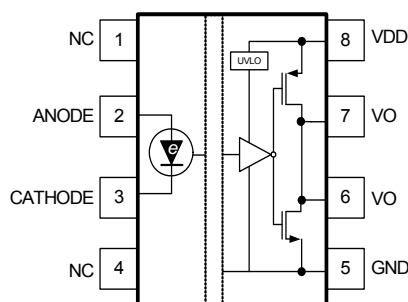 NC 1
ANODE 2
CATHODE 3
NC 4
e
UVLO
8 VDD
7 VO
6 VO
5 GND